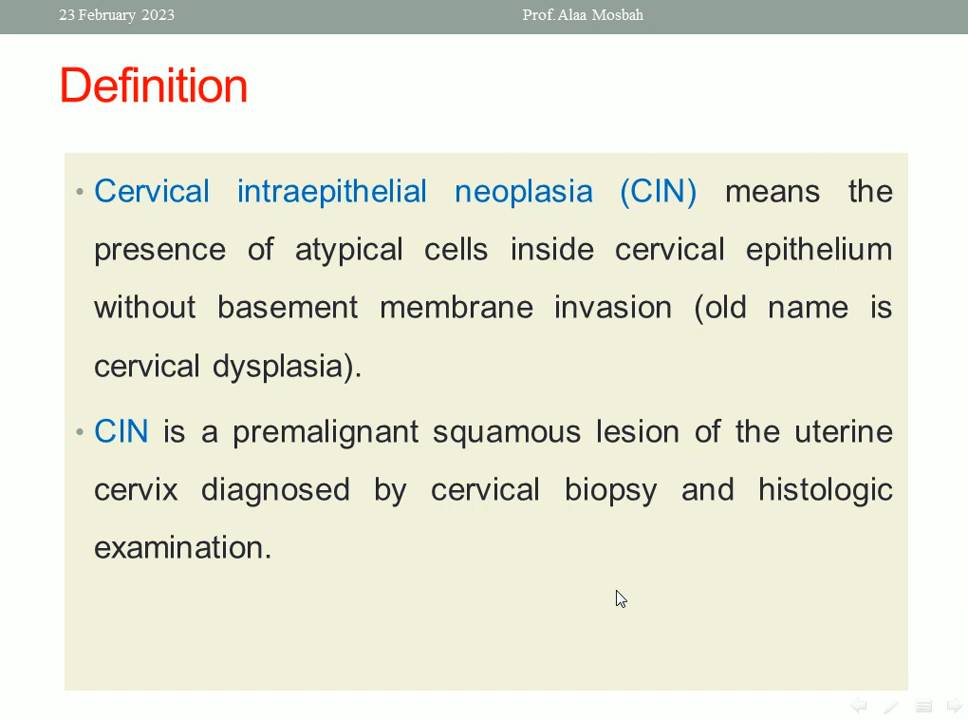 23 February 2023 Prof. Alaa Mosbah
Definition
• Cervical intraepithelial neoplasia (CIN) means the
presence of atypical cells inside cervical epithelium
without basement membrane invasion (old name is
cervical dysplasia).
• CIN is a premalignant squamous lesion of the uterine
cervix diagnosed by cervical biopsy and histologic
examination.